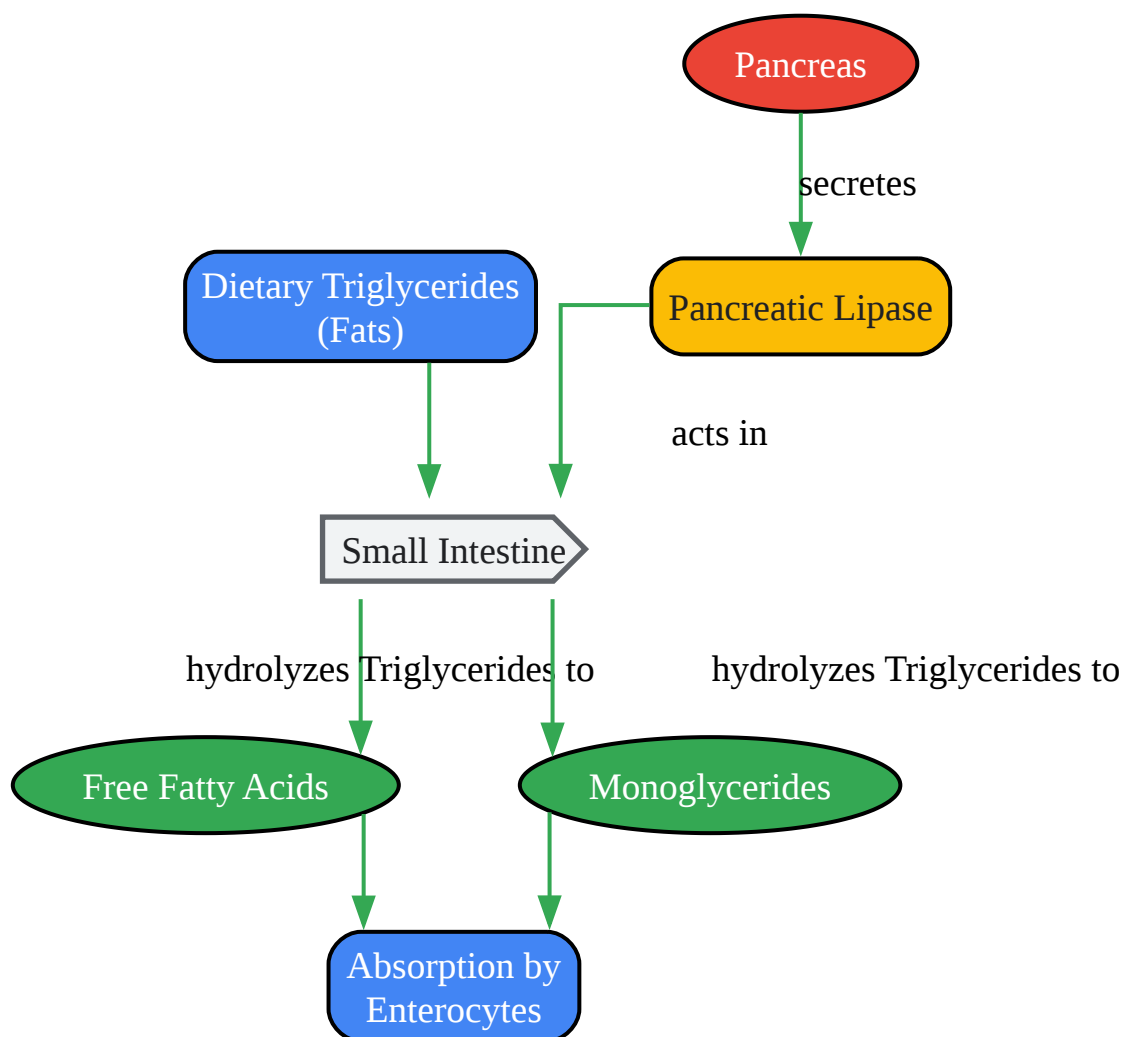 Pancreas
secretes
Dietary Triglycerides
(Fats)
Pancreatic Lipase
acts in
Small Intestine
hydrolyzes Triglycerides to
hydrolyzes Triglycerides to
Free Fatty Acids
Monoglycerides
Absorption by
Enterocytes